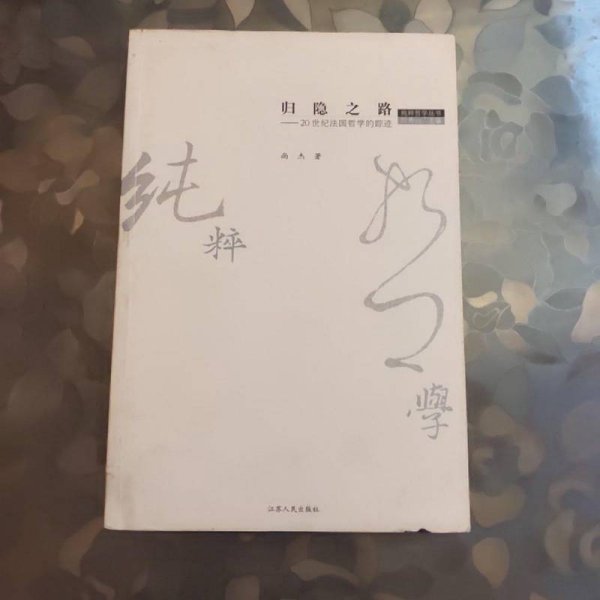 归隐之路
——20世纪法国哲学的踪迹
纯粹哲学丛书
尚 杰 著
纯
粹
哲
學
江苏人民出版社